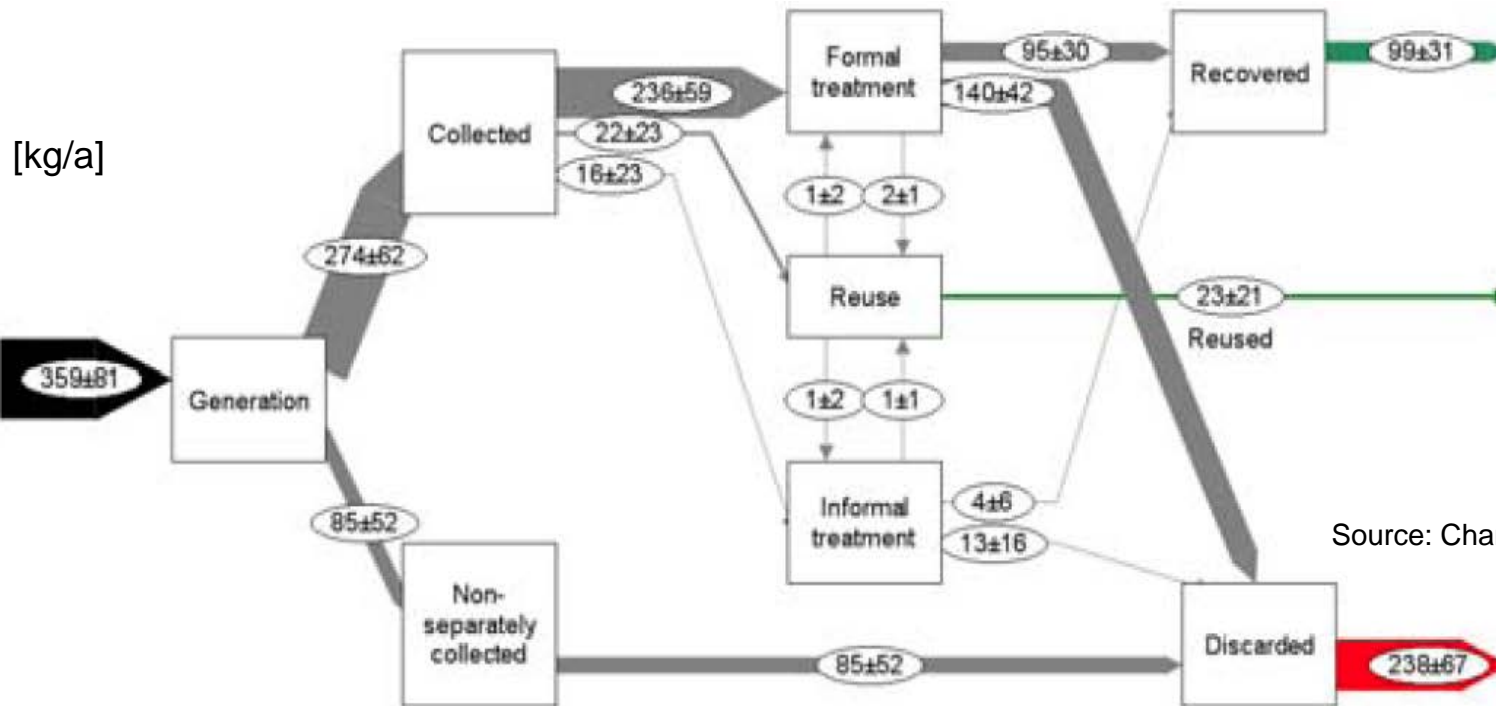 [kg/a]
359±81
Generation
274±62
85±52
Collected
Non-
separately
collected
236±59
22±23
16±23
85±52
Formal
treatment
1±2
2±1
Reuse
1±2
1±1
Informal
treatment
95±30
140±42
4±6
13±16
Recovered
99±31
23±21
Reused
Source: Cha
Discarded
238±67